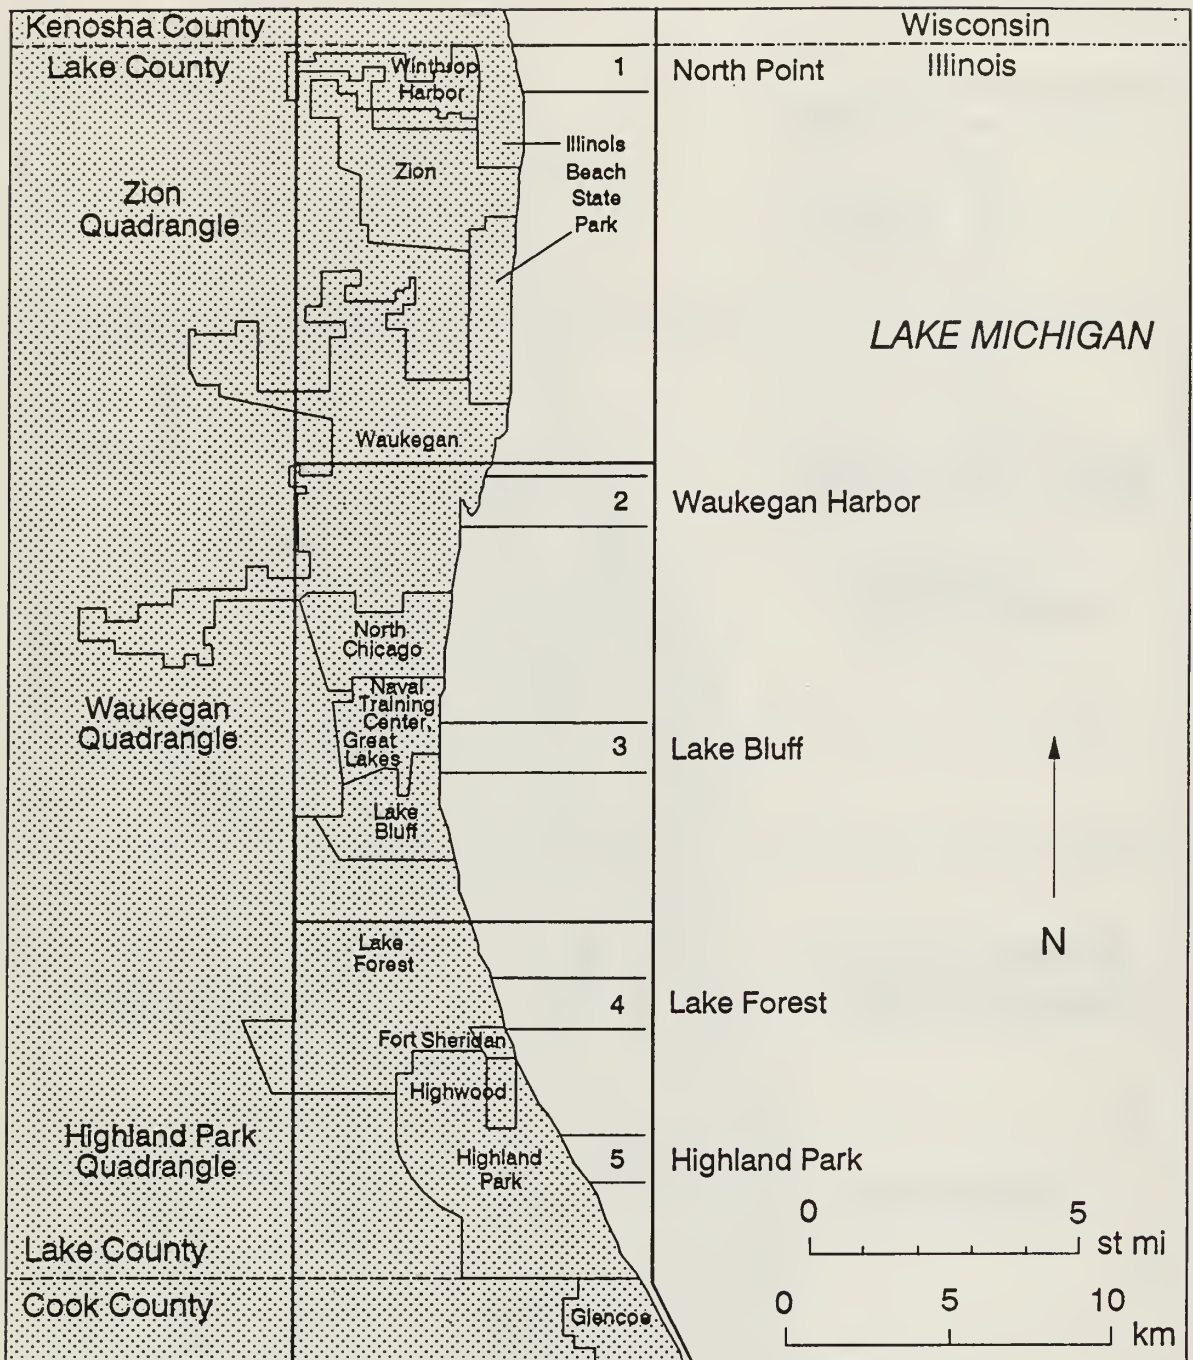 Kenosha County
Wisconsin
Lake County
Winthrop
Harbor
1
North Point
Illinois
Illinois
Beach
State
Park
Zion
Zion
Quadrangle
LAKE MICHIGAN
Waukegan
2
Waukegan Harbor
North
Chicago
Naval
Training
Center,
Great
Lakes
Waukegan
Quadrangle
3
Lake Bluff
Lake
Bluff
N
Lake
Forest
4
Lake Forest
Fort Sheridan
Highwood
Highland Park
Quadrangle
Highland
Park
5
Highland Park
0 5
st mi
Lake County
Cook County
Glencoe
0 5 10
km